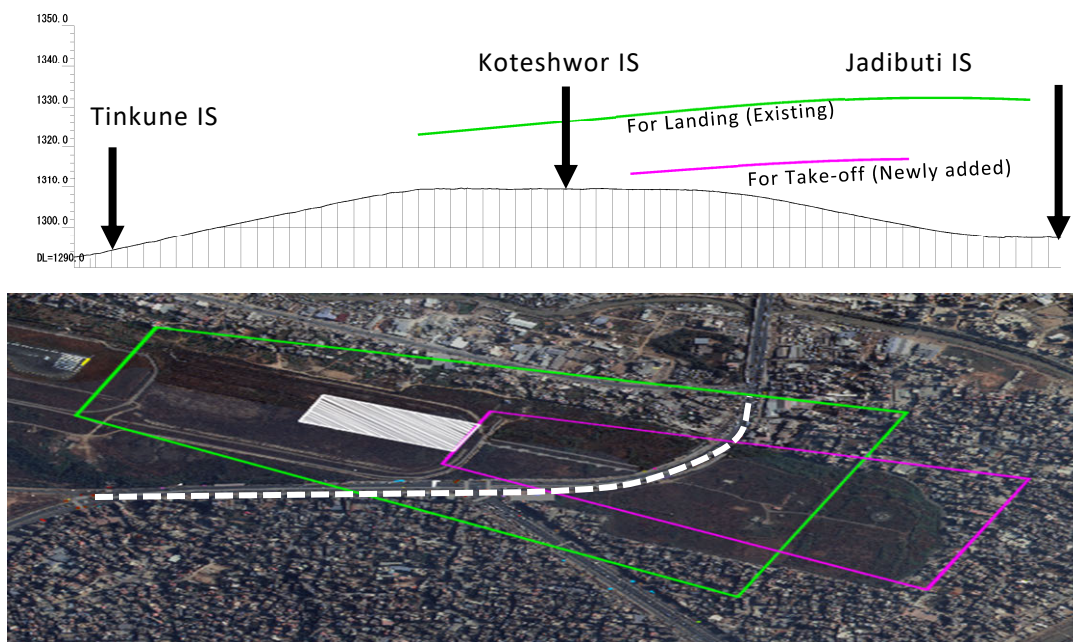 1350.0
1340.0
1330.0
1320.0
1310.0
1300.0
DL=1290.0
Tinkune IS
Koteshwor IS
Jadibuti IS
For Landing (Existing)
For Take-off (Newly added)